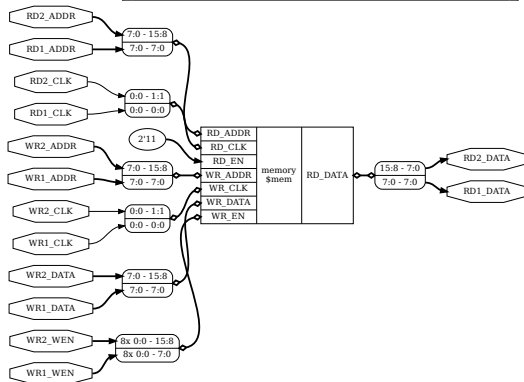 RD2_ADDR
RD1_ADDR
7:0 - 15:8
7:0 - 7:0
RD2_CLK
RD1_CLK
0:0 - 1:1
0:0 - 0:0
2'11
WR2_ADDR
WR1_ADDR
7:0 - 15:8
7:0 - 7:0
WR2_CLK
WR1_CLK
0:0 - 1:1
0:0 - 0:0
WR2_DATA
WR1_DATA
7:0 - 15:8
7:0 - 7:0
WR2_WEN
WR1_WEN
8x 0:0 - 15:8
8x 0:0 - 7:0
RD_ADDR
RD_CLK
RD_EN
WR_ADDR
WR_CLK
WR_DATA
WR_EN
memory
$mem
RD_DATA
15:8 - 7:0
7:0 - 7:0
RD2_DATA
RD1_DATA